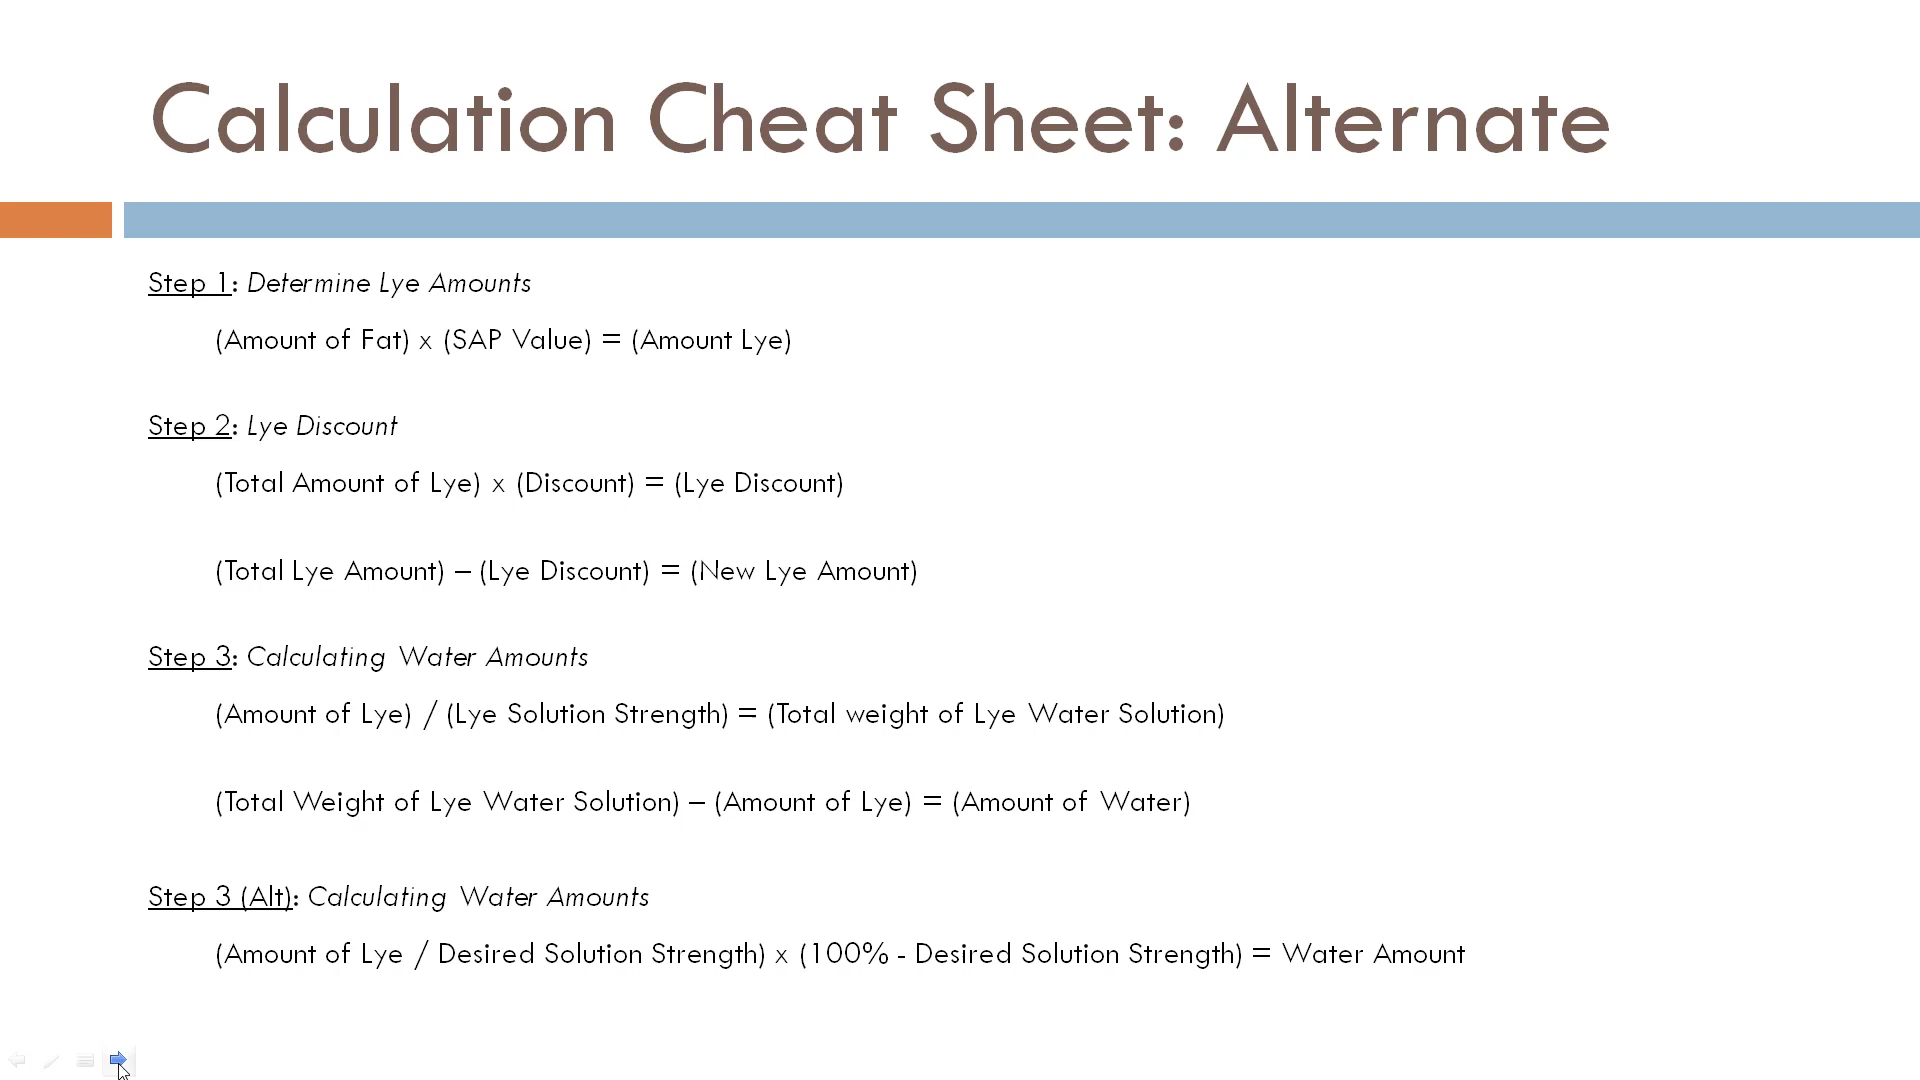 Calculation Cheat Sheet: Alternate
Step 1: Determine Lye Amounts
(Amount of Fat) x (SAP Value) = (Amount Lye)
Step 2: Lye Discount
(Total Amount of Lye) x (Discount) = (Lye Discount)
(Total Lye Amount) – (Lye Discount) = (New Lye Amount)
Step 3: Calculating Water Amounts
(Amount of Lye) / (Lye Solution Strength) = (Total weight of Lye Water Solution)
(Total Weight of Lye Water Solution) – (Amount of Lye) = (Amount of Water)
Step 3 (Alt): Calculating Water Amounts
(Amount of Lye / Desired Solution Strength) x (100% - Desired Solution Strength) = Water Amount